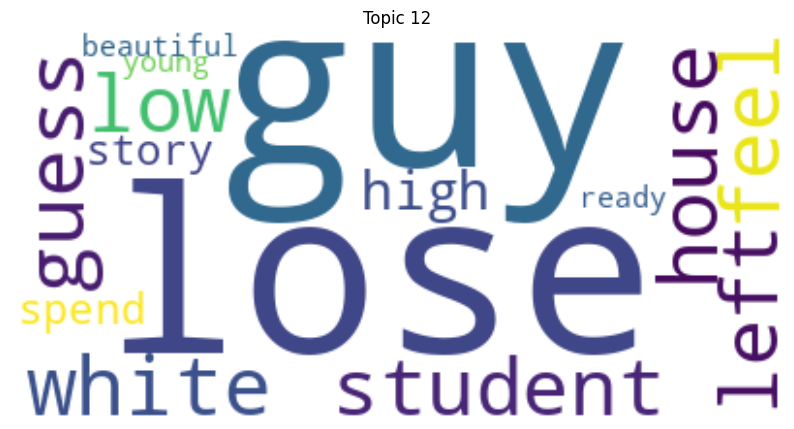 Topic 12
beautiful
young
guy
low
guess
story
high
ready
house
feel
lose
left
spend
white
student